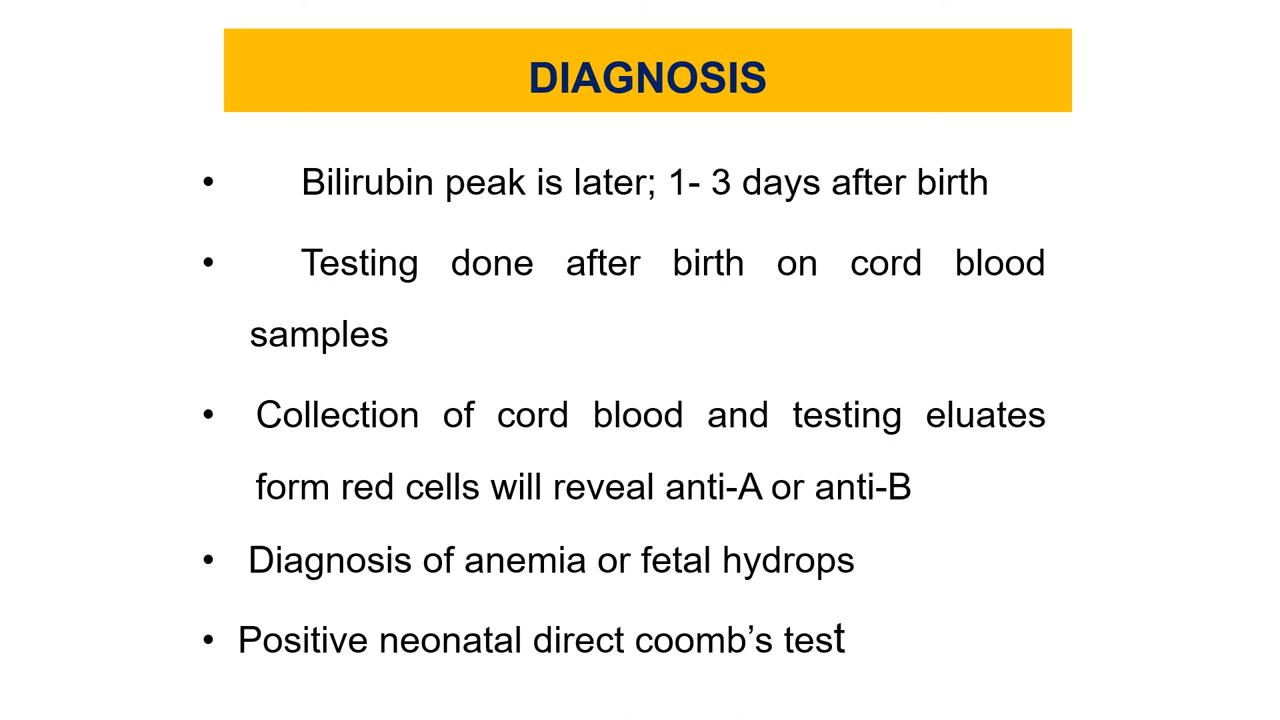 DIAGNOSIS
• Bilirubin peak is later; 1- 3 days after birth
• Testing done after birth on cord blood
samples
• Collection of cord blood and testing eluates
form red cells will reveal anti-A or anti-B
• Diagnosis of anemia or fetal hydrops
• Positive neonatal direct coomb’s test